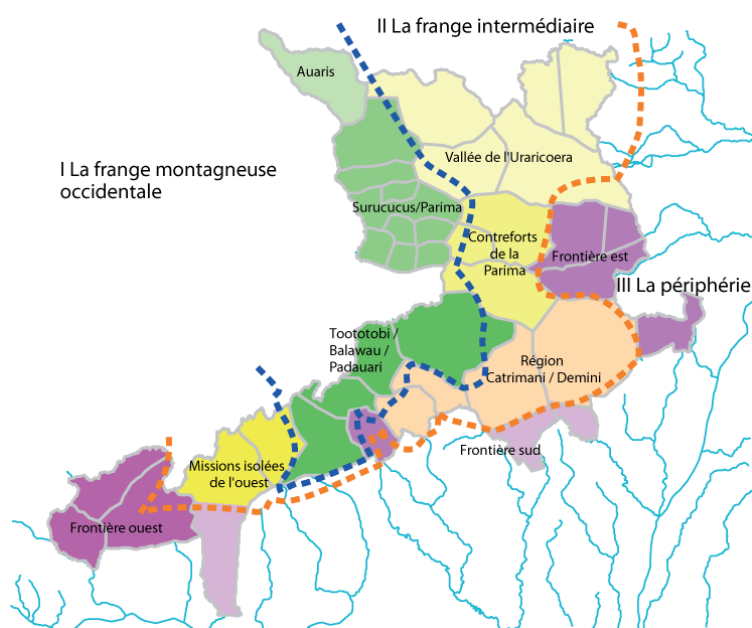 II La frange intermédiaire
Auaris
I La frange montagneuse
occidentale
Vallée de l'Uraricoera
Surucucus/Parima
Contreforts
de la
Parima
Frontière est
III La périphérie
Toototobi /
Balawau /
Padauari
Région
Catrimani / Demini
Frontière sud
Missions isolées
de l'ouest
Frontière ouest